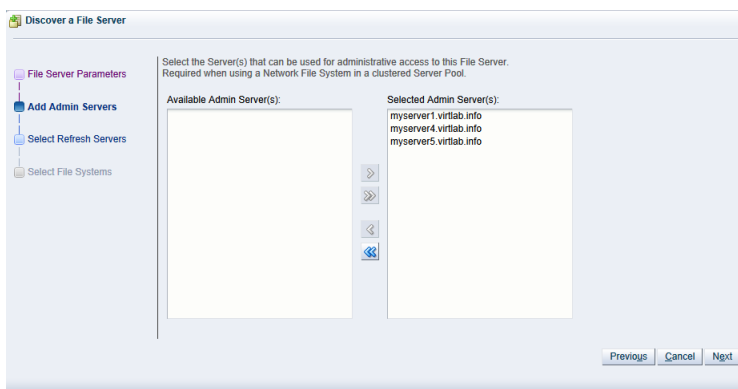 Discover a File Server
Select the Server(s) that can be used for administrative access to this File Server.
Required when using a Network File System in a clustered Server Pool.
File Server Parameters
Add Admin Servers
Select Refresh Servers
Select File Systems
Available Admin Server(s):
Selected Admin Server(s):
myserver1.virtlab.info
myserver4.virtlab.info
myserver5.virtlab.info
Previous Cancel Next